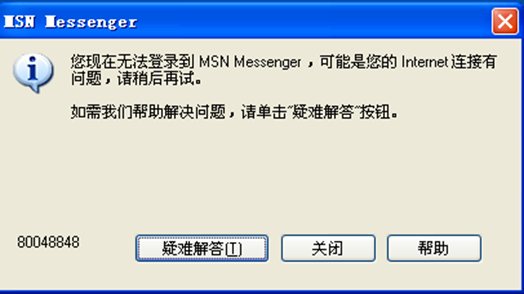 MSN Messenger
您现在无法登录到 MSN Messenger，可能是您的 Internet 连接有
问题，请稍后再试。
如需我们帮助解决问题，请单击“疑难解答”按钮。
80048848
疑难解答(T)
关闭
帮助